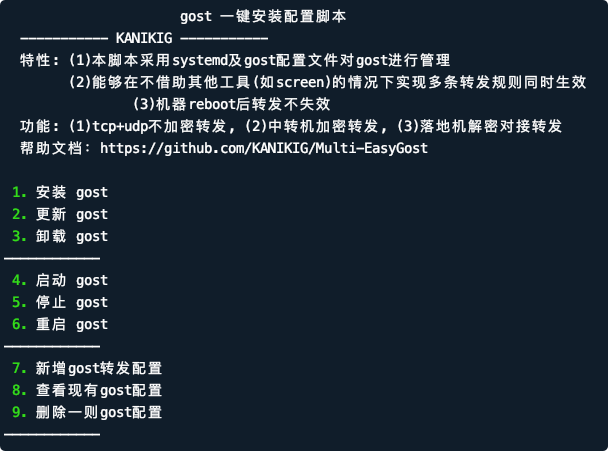 gost 一键安装配置脚本
----------- KANIKIG -----------
特性: (1)本脚本采用systemd及gost配置文件对gost进行管理
(2)能够在不借助其他工具(如screen)的情况下实现多条转发规则同时生效
(3)机器reboot后转发不失效
功能: (1)tcp+udp不加密转发, (2)中转机加密转发, (3)落地机解密对接转发
帮助文档: https://github.com/KANIKIG/Multi-EasyGost
1. 安装 gost
2. 更新 gost
3. 卸载 gost
————————————
4. 启动 gost
5. 停止 gost
6. 重启 gost
————————————
7. 新增gost转发配置
8. 查看现有gost配置
9. 删除一则gost配置
————————————